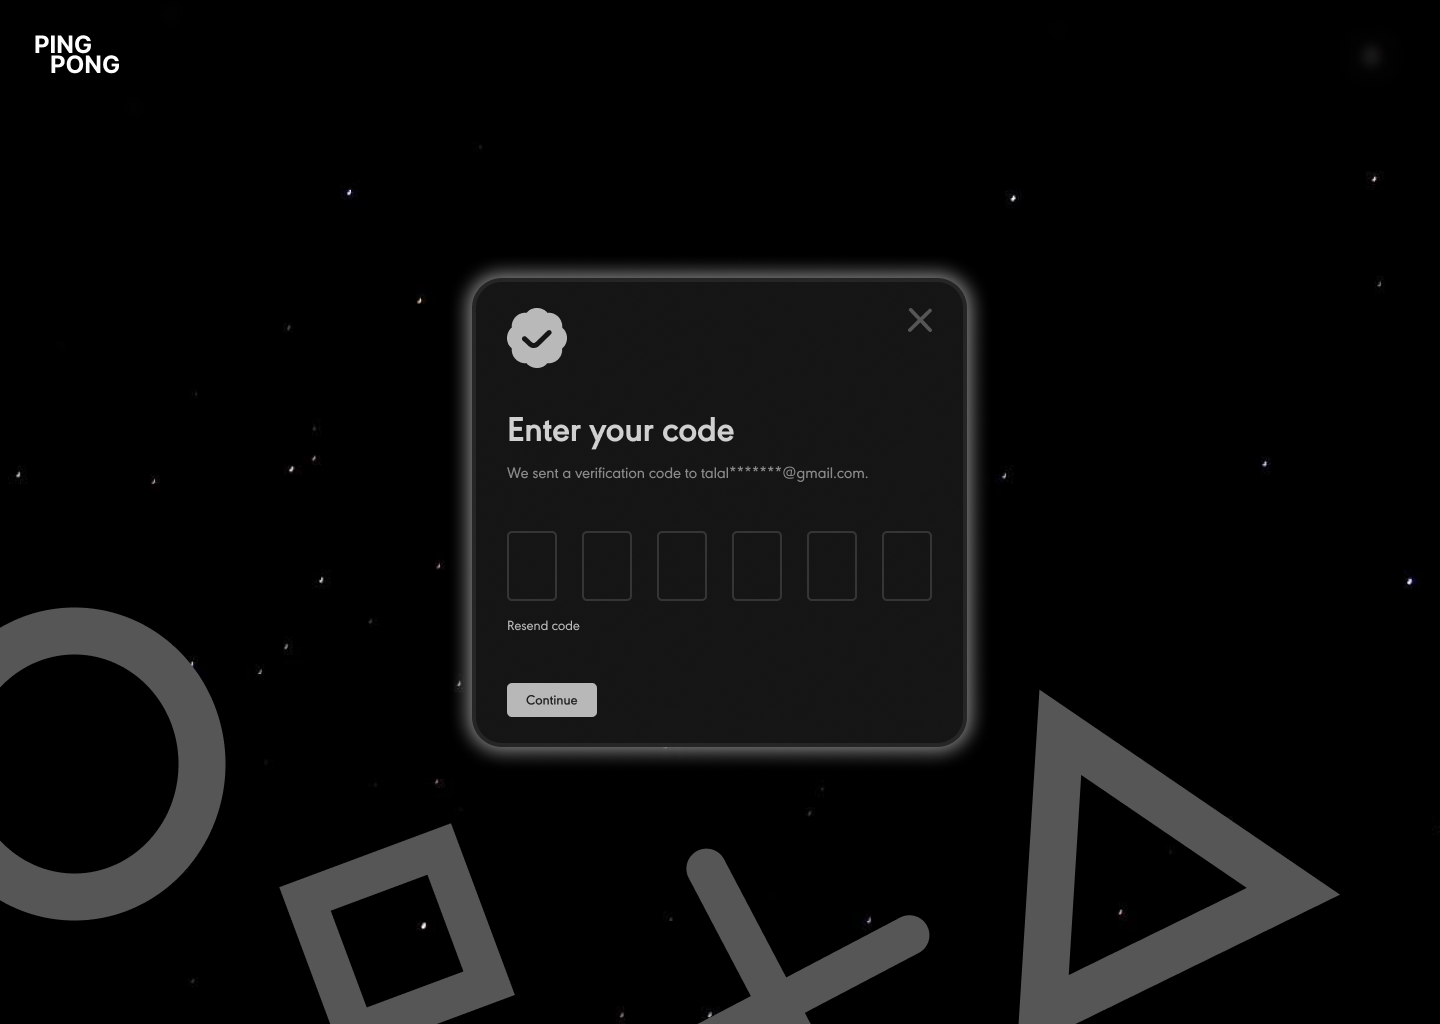 PING
PONG
Enter your code
We sent a verification code to talal*******@gmail.com.
Resend code
Continue